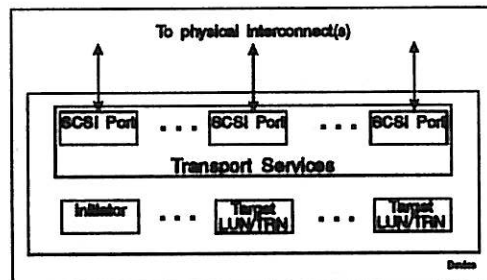 To physical interconnect(s)
SCSI Port ... SCSI Port ... SCSI Port
Transport Services
Initiator ... Target LUN/TRN ... Target LUN/TRN
Device